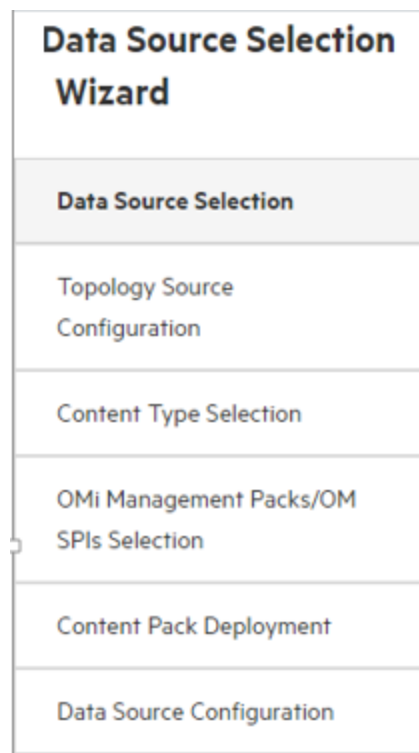 Data Source Selection
Wizard
Data Source Selection
Topology Source
Configuration
Content Type Selection
OMi Management Packs/OM
SPIs Selection
Content Pack Deployment
Data Source Configuration